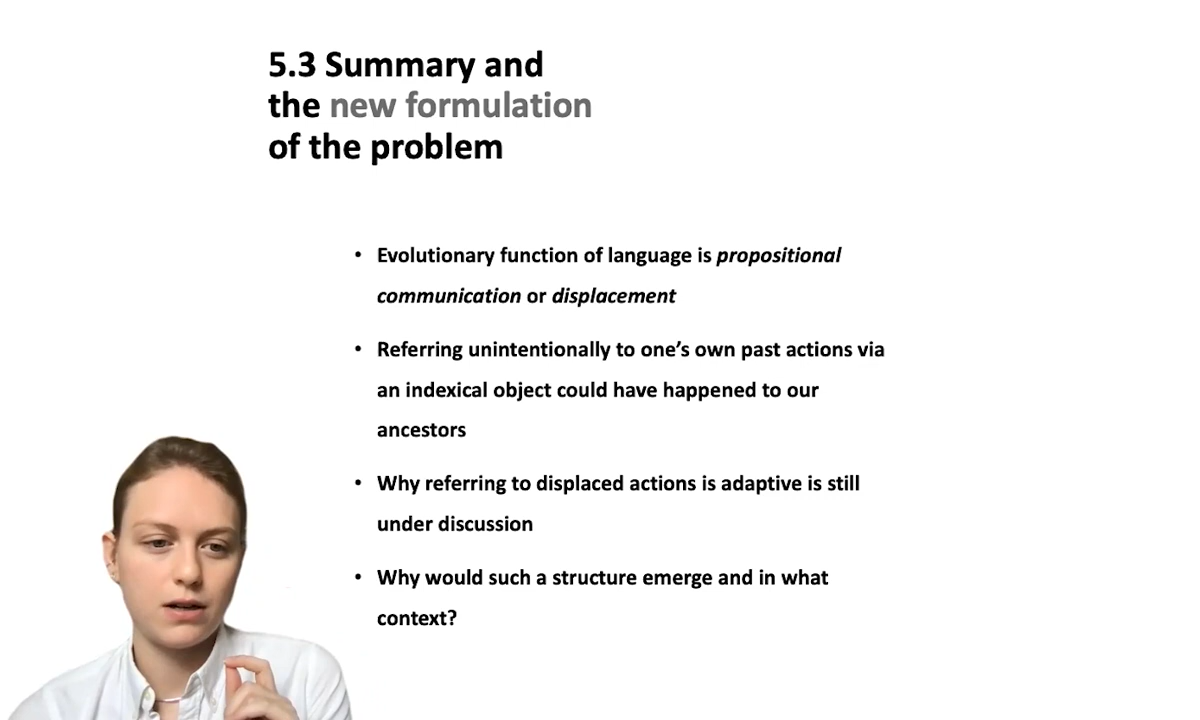 5.3 Summary and
the new formulation
of the problem
• Evolutionary function of language is propositional
communication or displacement
• Referring unintentionally to one’s own past actions via
an indexical object could have happened to our
ancestors
• Why referring to displaced actions is adaptive is still
under discussion
• Why would such a structure emerge and in what
context?